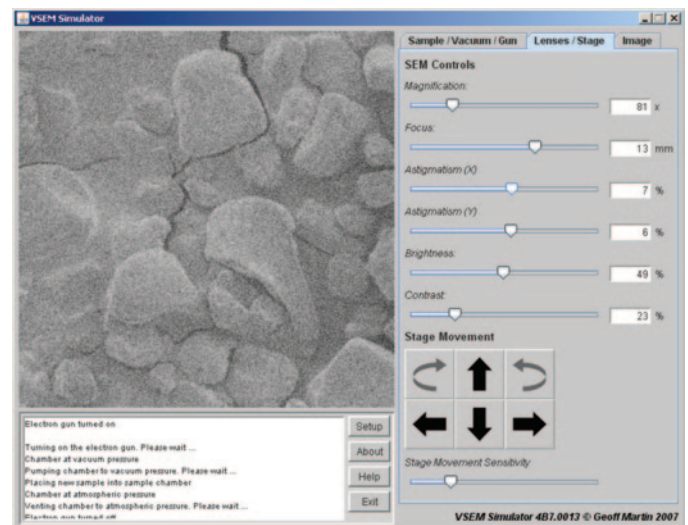 VSEM Simulator
Sample / Vacuum / Gun Lenses / Stage Image
SEM Controls
Magnification:
81 x
Focus:
13 mm
Astigmatism (X)
7 %
Astigmatism (Y)
6 %
Brightness:
49 %
Contrast:
23 %
Stage Movement
Stage Movement Sensitivity
Electron gun turned on
Turning on the electron gun. Please wait ...
Chamber at vacuum pressure
Pumping chamber to vacuum pressure. Please wait ...
Placing new sample into sample chamber
Chamber at atmospheric pressure
Venting chamber to atmospheric pressure. Please wait ...
Electron gun turned off
Setup
About
Help
Exit
VSEM Simulator 4B7.0013 © Geoff Martin 2007